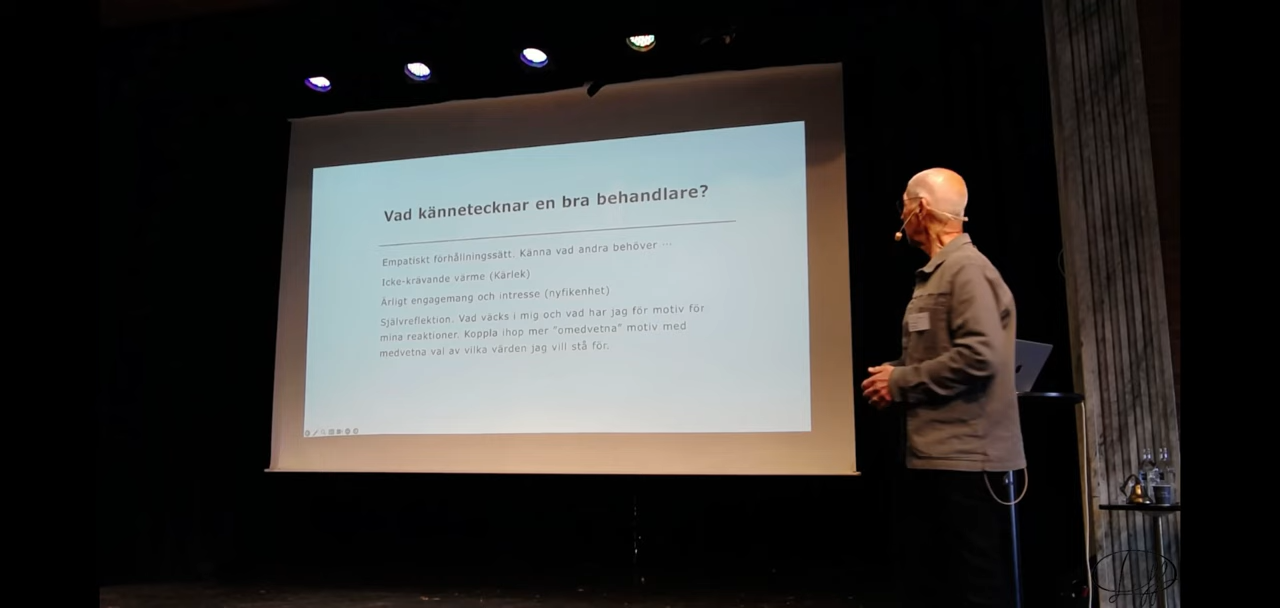 Vad kännetecknar en bra behandlare?
Empatiskt förhållningssätt. Känna vad andra behöver ...
Icke-krävande värme (Kärlek)
Ärligt engagemang och intresse (nyfikenhet)
Självreflektion. Vad väcks i mig och vad har jag för motiv för
mina reaktioner. Koppla ihop mer "omedvetna" motiv med
medvetna val av vilka värden jag vill stå för.